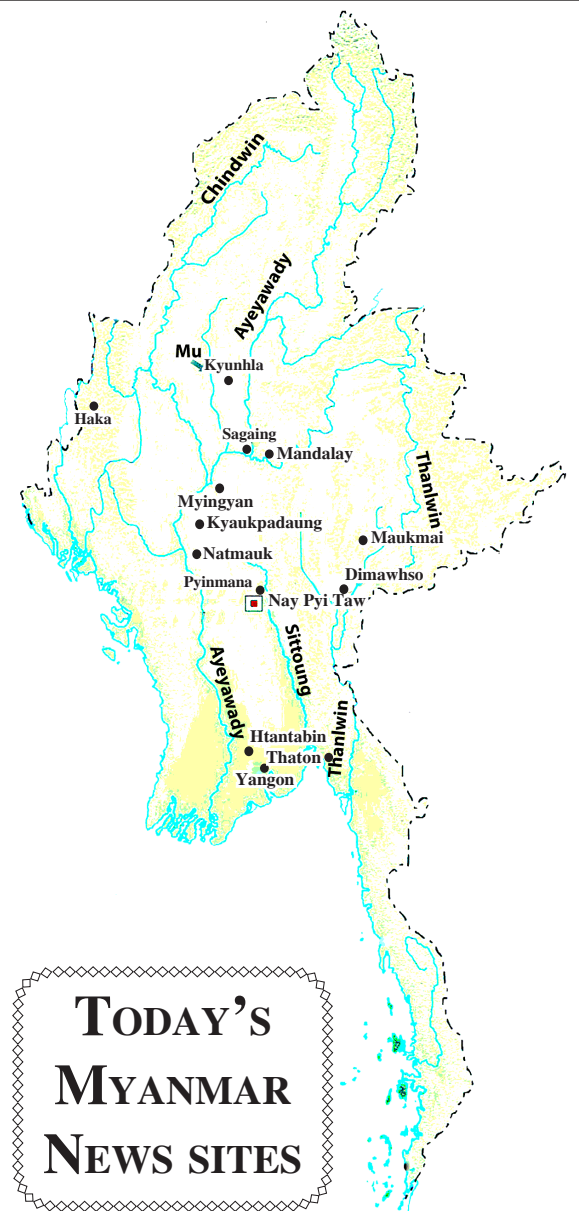 Chindwin
Ayeyawady
Mu
Kyunhla
Haka
Sagaing
Mandalay
Thanlwin
Myingyan
Kyaukpadaung
Maukmai
Natmauk
Dimawhso
Pyinmana
Nay Pyi Taw
Sittoung
Ayeyawady
Thanlwin
Htantabin
Thaton
Yangon
TODAY'S
MYANMAR
NEWS SITES